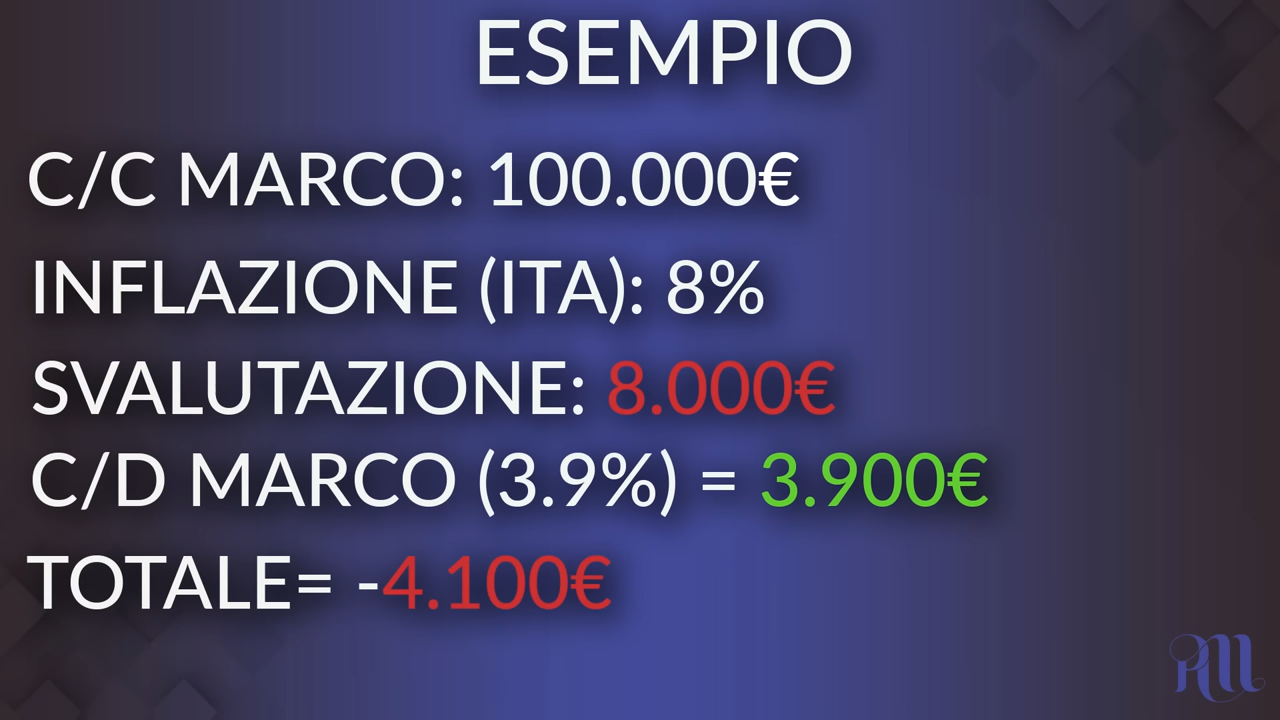 ESEMPIO
C/C MARCO: 100.000€
INFLAZIONE (ITA): 8%
SVALUTAZIONE: 8.000€
C/D MARCO (3.9%) = 3.900€
TOTALE= -4.100€